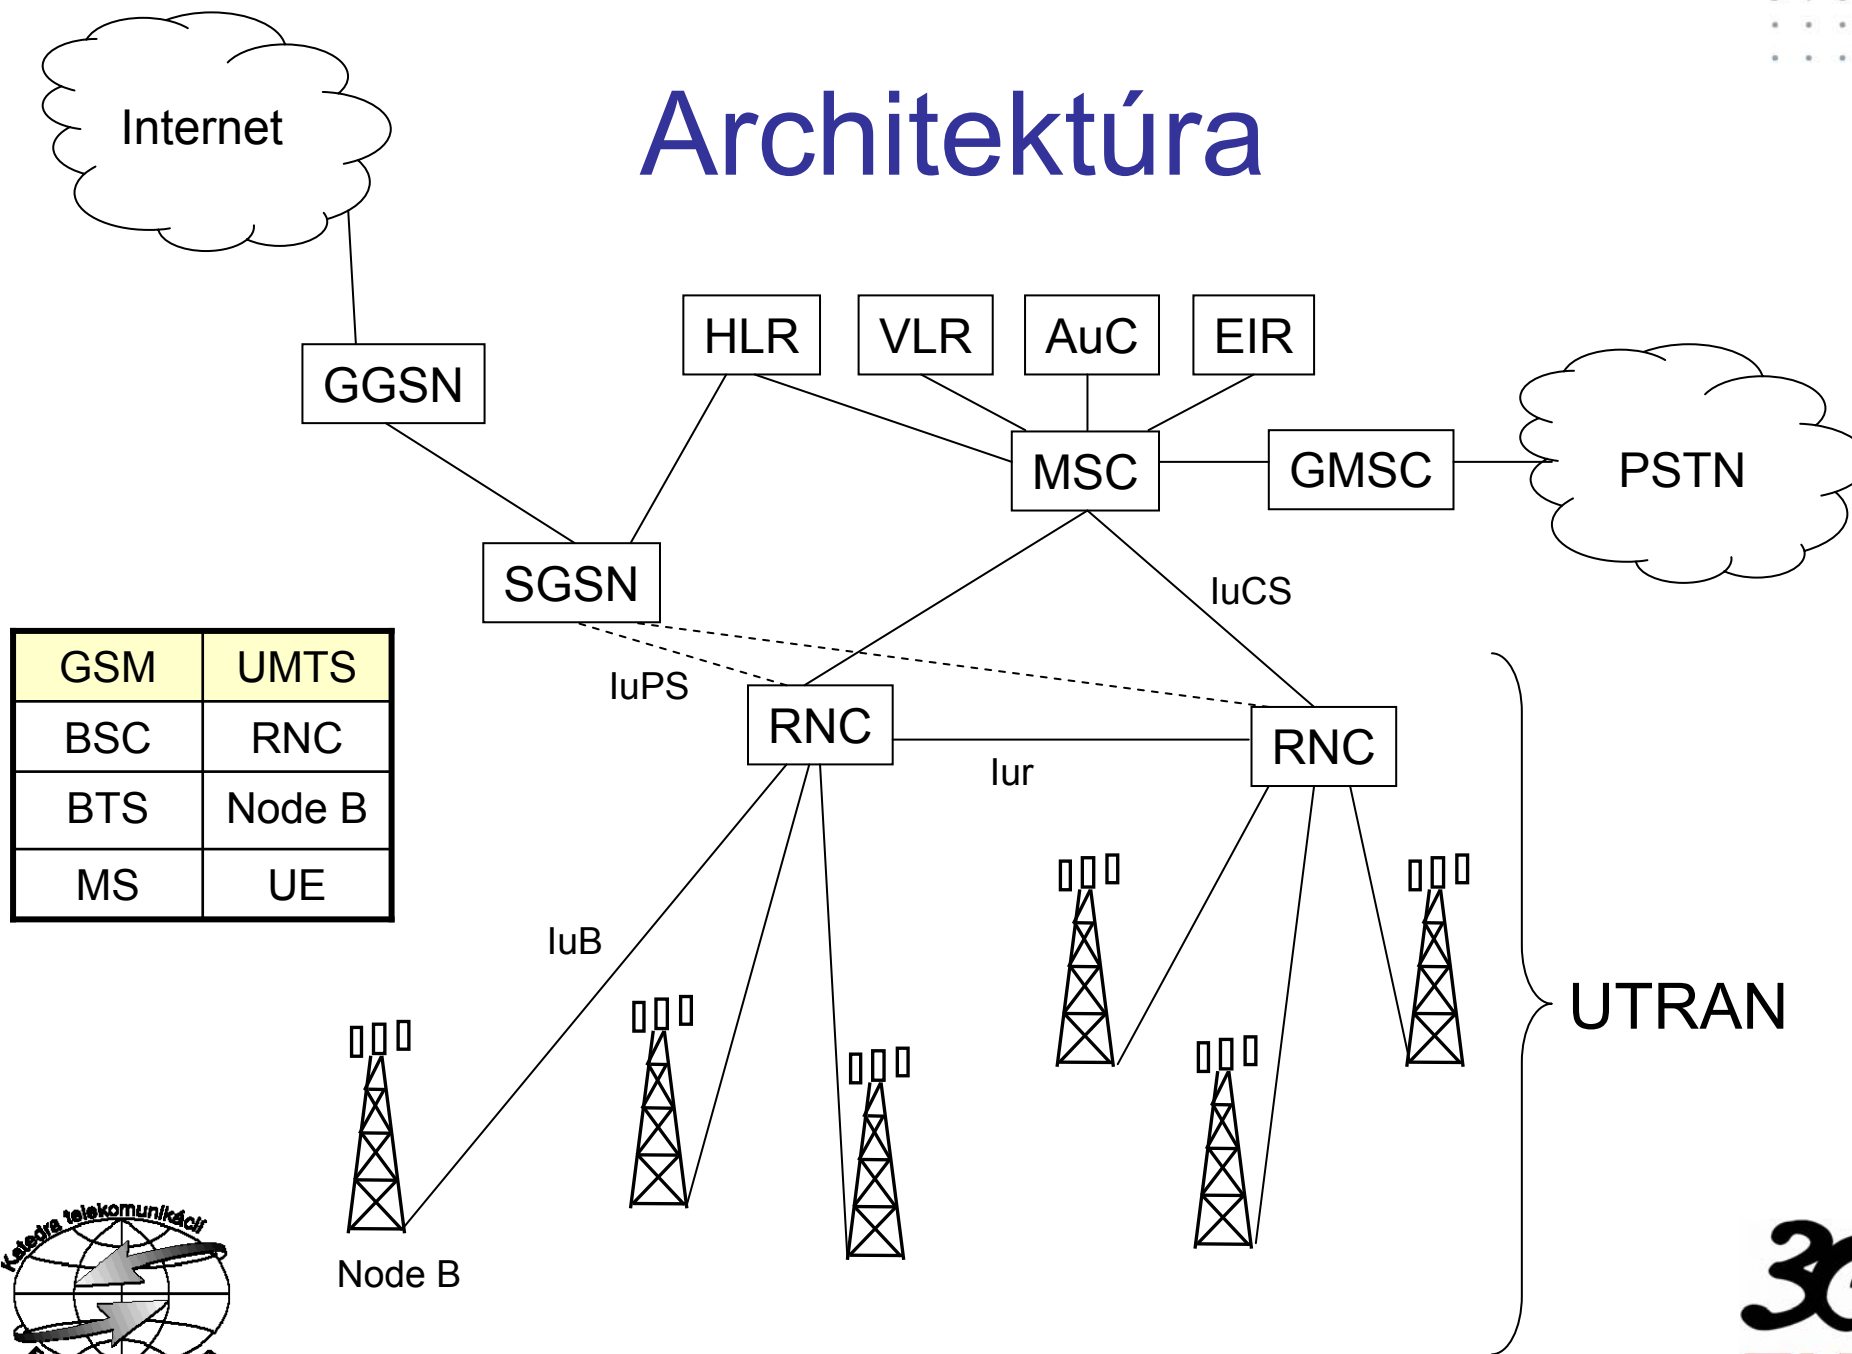 Architektúra
Internet
GGSN
HLR
VLR
AuC
EIR
MSC
GMSC
PSTN
SGSN
IuCS
IuPS
GSM UMTS
BSC RNC
BTS Node B
MS UE
RNC
Iur
RNC
IuB
UTRAN
Node B
Katedra telekomunikácií